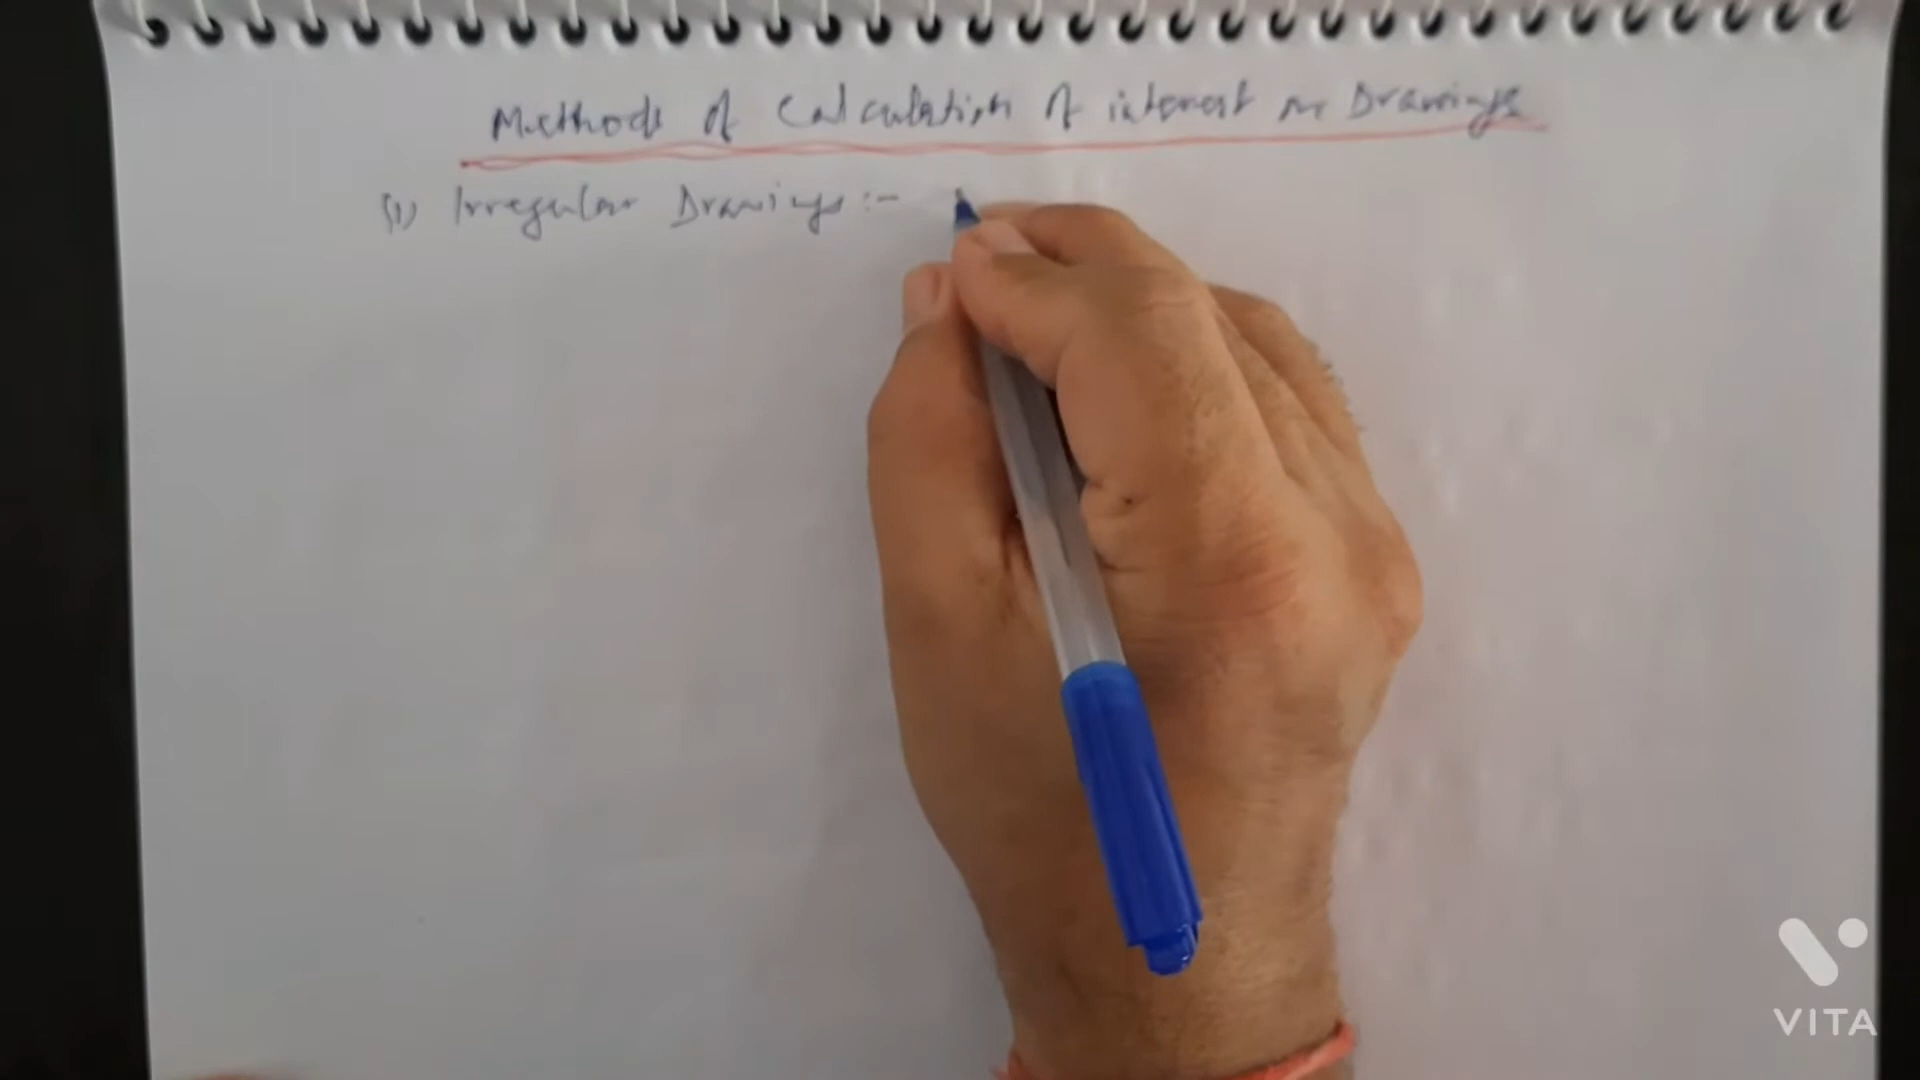 Methods of Calculation of interest on Drawings
(1) Irregular Drawings :-
VITA